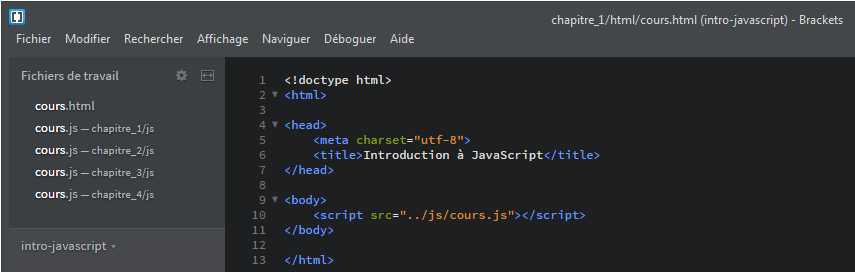 chapitre_1/html/cours.html (intro-javascript) - Brackets
Fichier Modifier Rechercher Affichage Naviguer Déboguer Aide
Fichiers de travail
cours.html
cours.js — chapitre_1/js
cours.js — chapitre_2/js
cours.js — chapitre_3/js
cours.js — chapitre_4/js
intro-javascript
1 <!doctype html>
2 <html>
3
4 <head>
5 <meta charset="utf-8">
6 <title>Introduction à JavaScript</title>
7 </head>
8
9 <body>
10 <script src="../js/cours.js"></script>
11 </body>
12
13 </html>